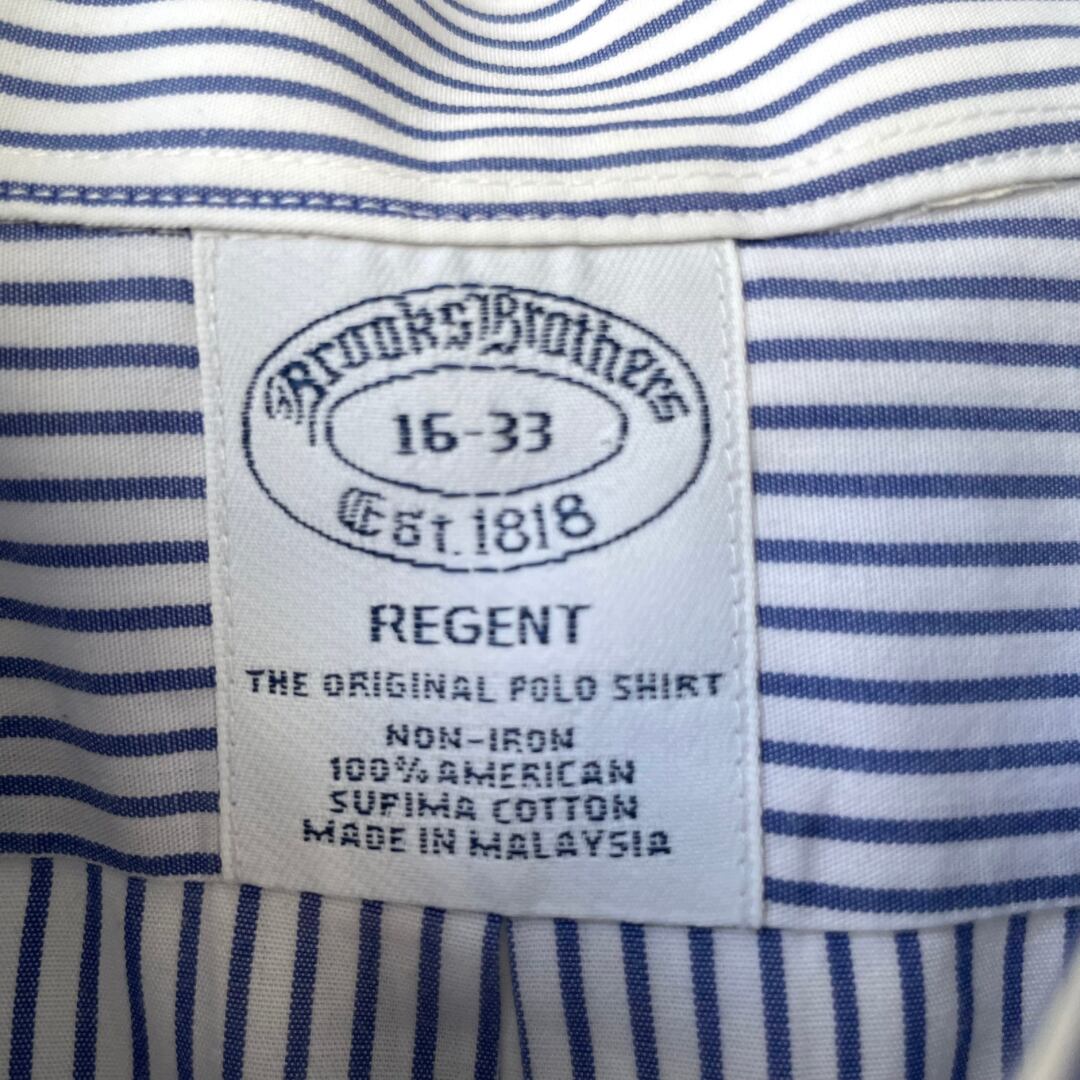 Brooks Brothers
16-33
Est. 1818
REGENT
THE ORIGINAL POLO SHIRT
NON-IRON
100% AMERICAN
SUPIMA COTTON
MADE IN MALAYSIA